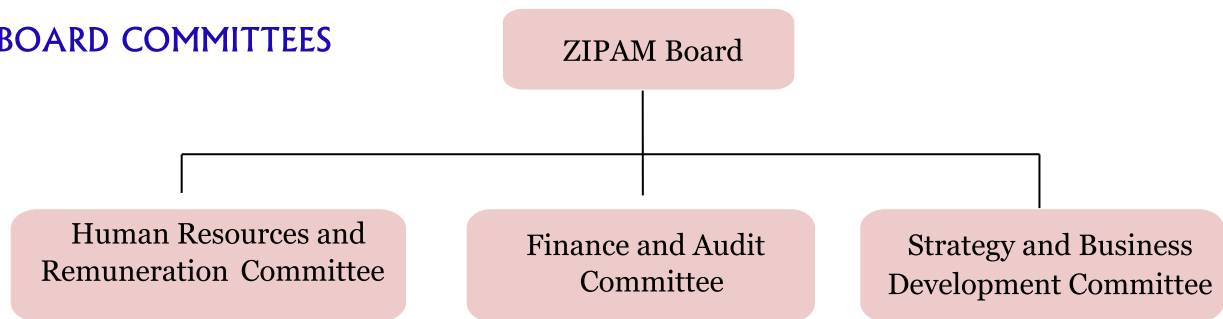 BOARD COMMITTEES
ZIPAM Board
Human Resources and
Remuneration Committee
Finance and Audit
Committee
Strategy and Business
Development Committee